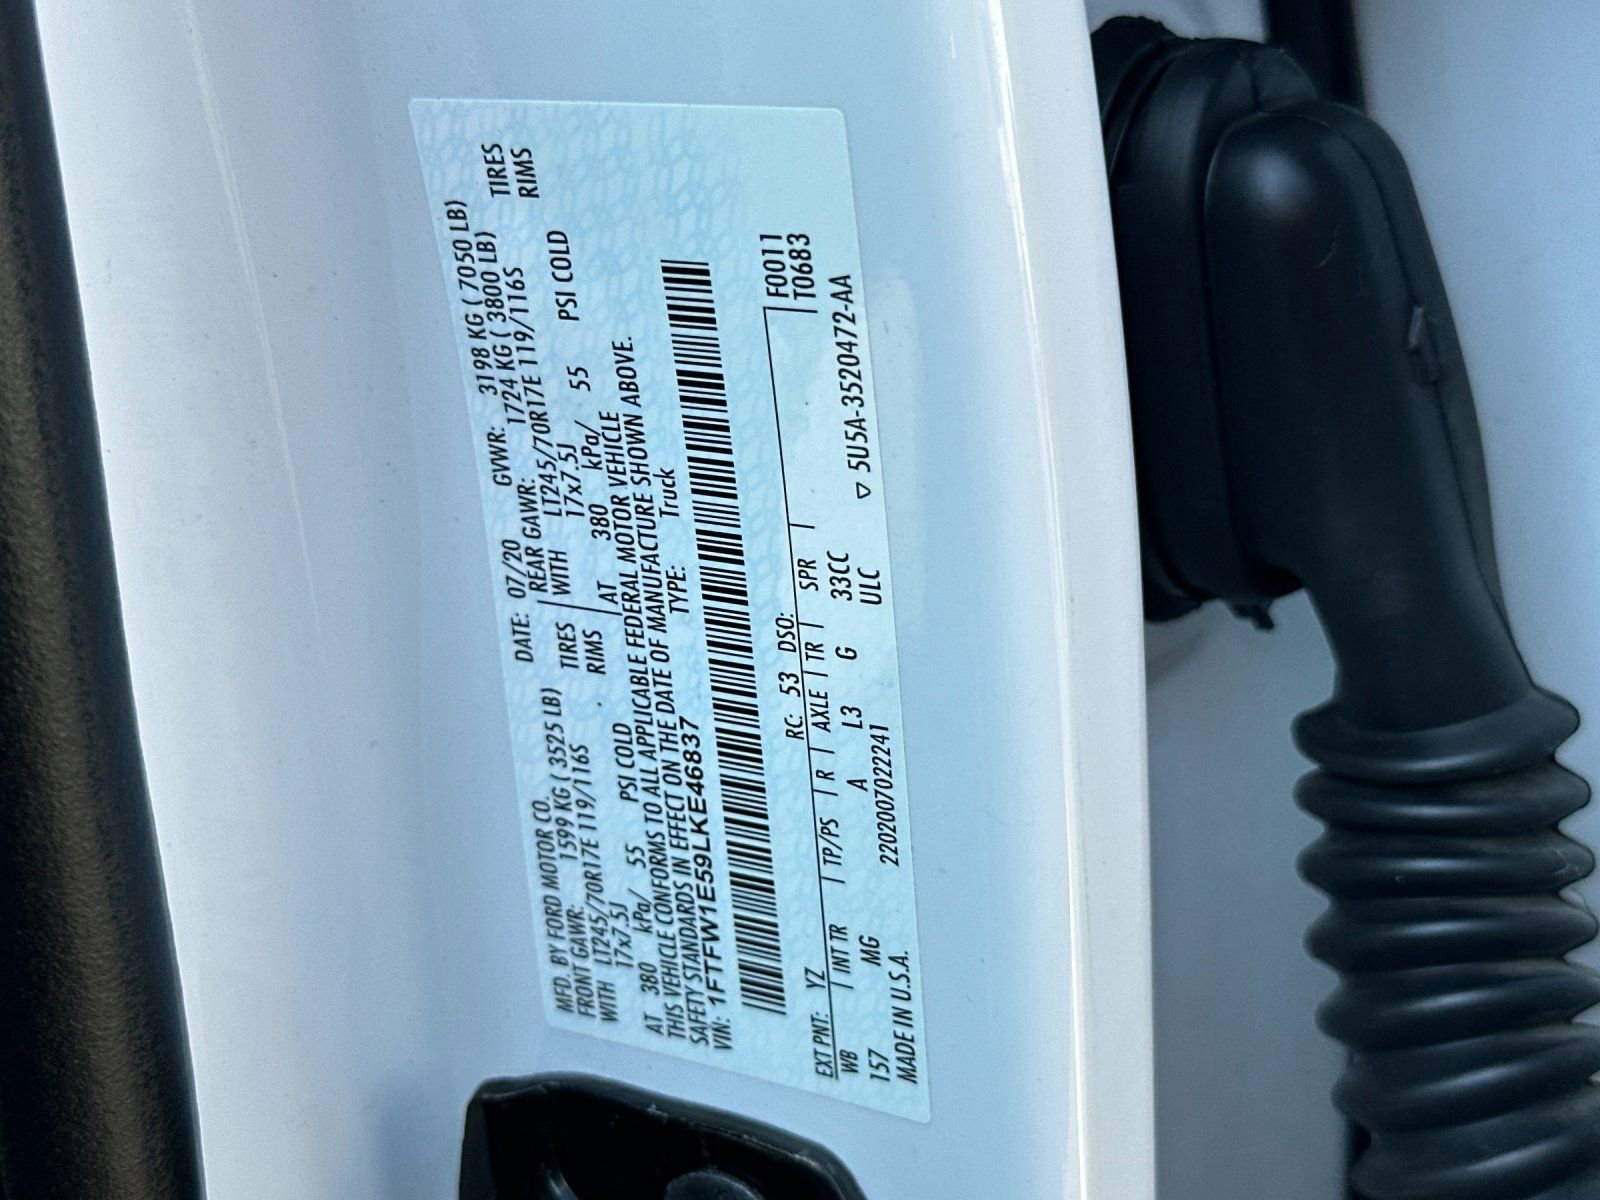 MFD. BY FORD MOTOR CO. DATE: 07/20 GVWR: 3198 KG ( 7050 LB)
FRONT GAWR: 1599 KG ( 3525 LB) REAR GAWR: 1724 KG ( 3800 LB)
WITH LT245/70R17E 119/116S TIRES WITH LT245/70R17E 119/116S TIRES
17x7.5J RIMS 17x7.5J RIMS
AT 380 kPa/ 55 PSI COLD AT 380 kPa/ 55 PSI COLD
THIS VEHICLE CONFORMS TO ALL APPLICABLE FEDERAL MOTOR VEHICLE
SAFETY STANDARDS IN EFFECT ON THE DATE OF MANUFACTURE SHOWN ABOVE.
VIN: 1FTFW1E59LKE46837 TYPE: Truck
F0011
T0683
EXT PNT: YZ RC: 53 DSO:
WB INT TR TP/PS R AXLE TR SPR
157 MG A L3 G 33CC
MADE IN U.S.A. 220200707022241 ULC ▽ 5U5A-3520472-AA